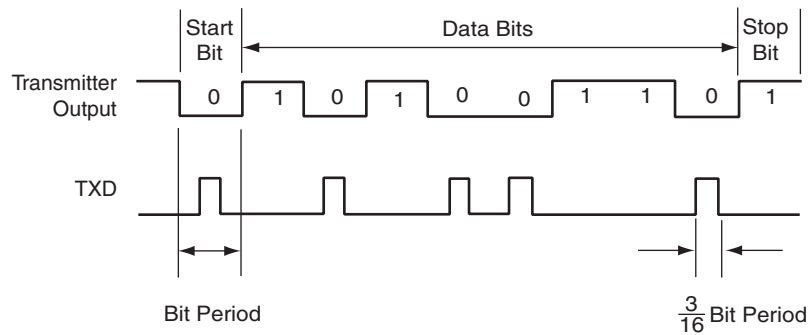 Start Bit
Data Bits
Stop Bit
Transmitter Output
0 1 0 1 0 0 1 1 0 1
TXD
Bit Period
3/16 Bit Period